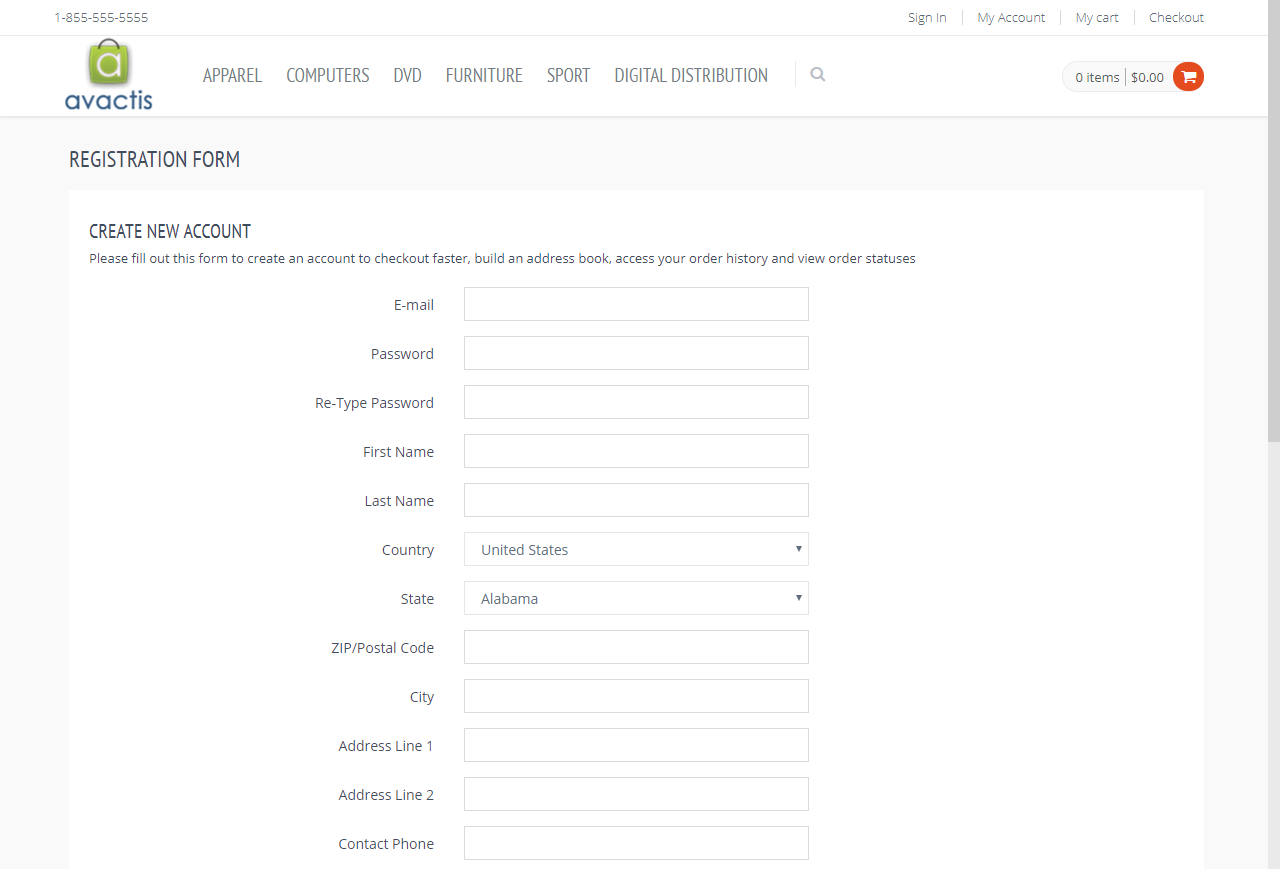 1-855-555-5555 Sign In My Account My cart Checkout
a
avactis
APPAREL COMPUTERS DVD FURNITURE SPORT DIGITAL DISTRIBUTION 0 items $0.00
REGISTRATION FORM
CREATE NEW ACCOUNT
Please fill out this form to create an account to checkout faster, build an address book, access your order history and view order statuses
E-mail
Password
Re-Type Password
First Name
Last Name
Country United States
State Alabama
ZIP/Postal Code
City
Address Line 1
Address Line 2
Contact Phone